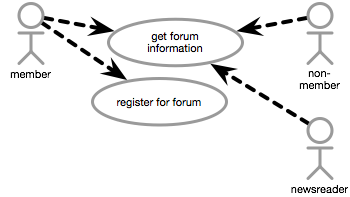 get forum
information
member
non-
member
register for forum
newsreader